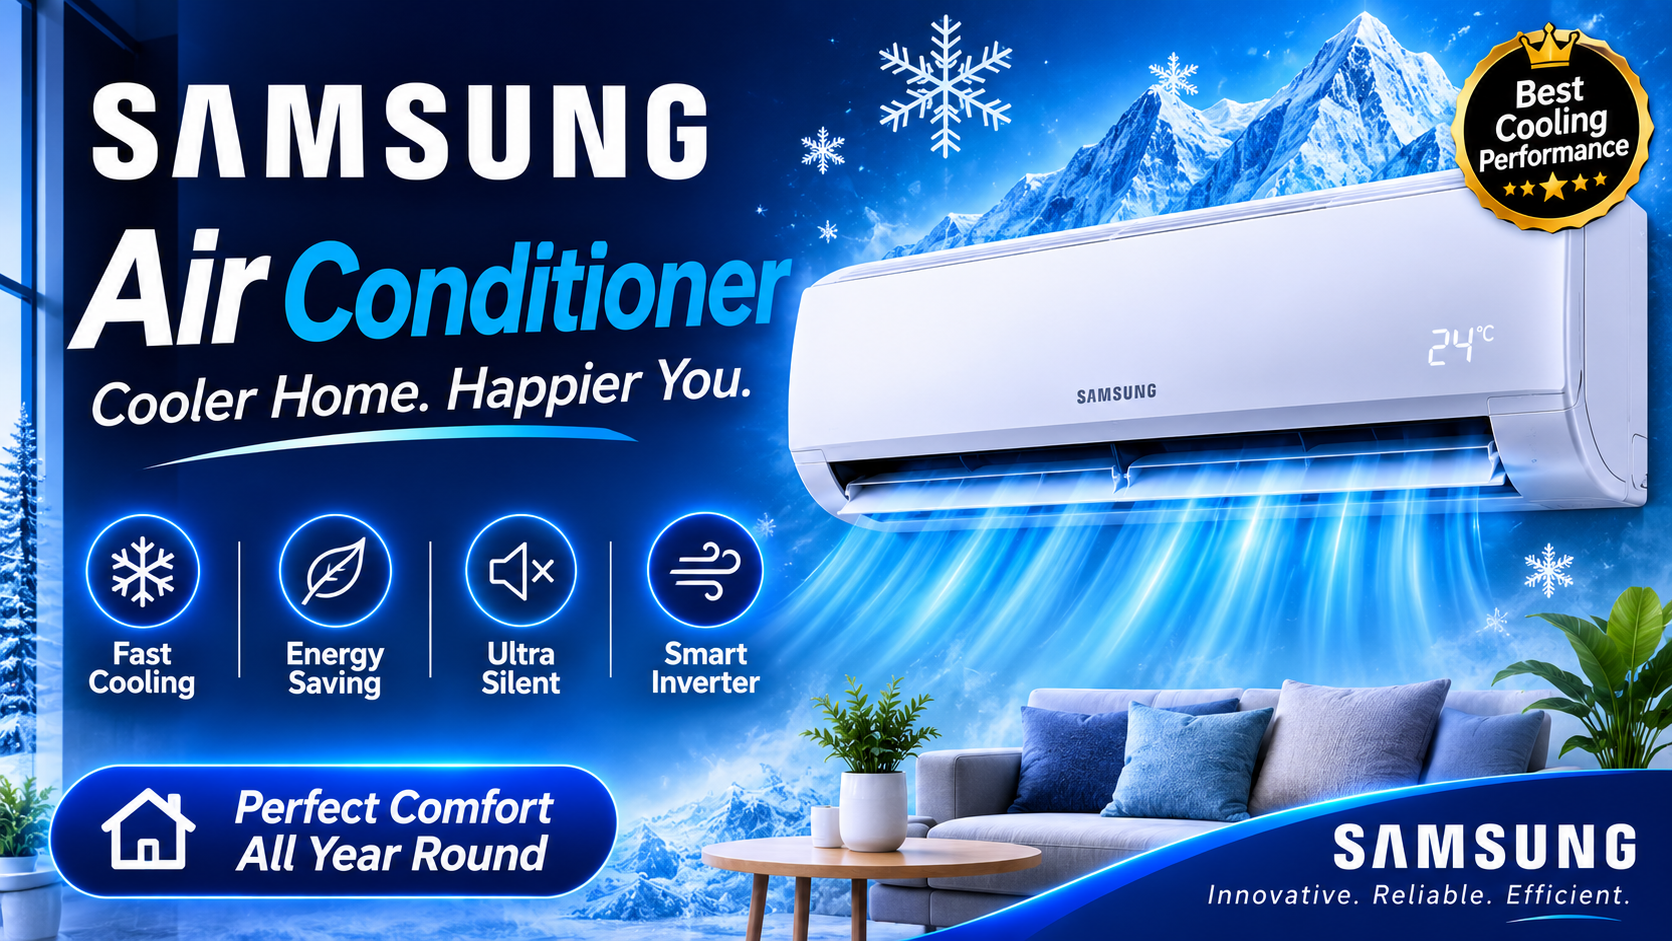 SAMSUNG
Air Conditioner
Cooler Home. Happier You.
Fast
Cooling
Energy
Saving
Ultra
Silent
Smart
Inverter
Perfect Comfort
All Year Round
Best
Cooling
Performance
24°C
SAMSUNG
SAMSUNG
Innovative. Reliable. Efficient.